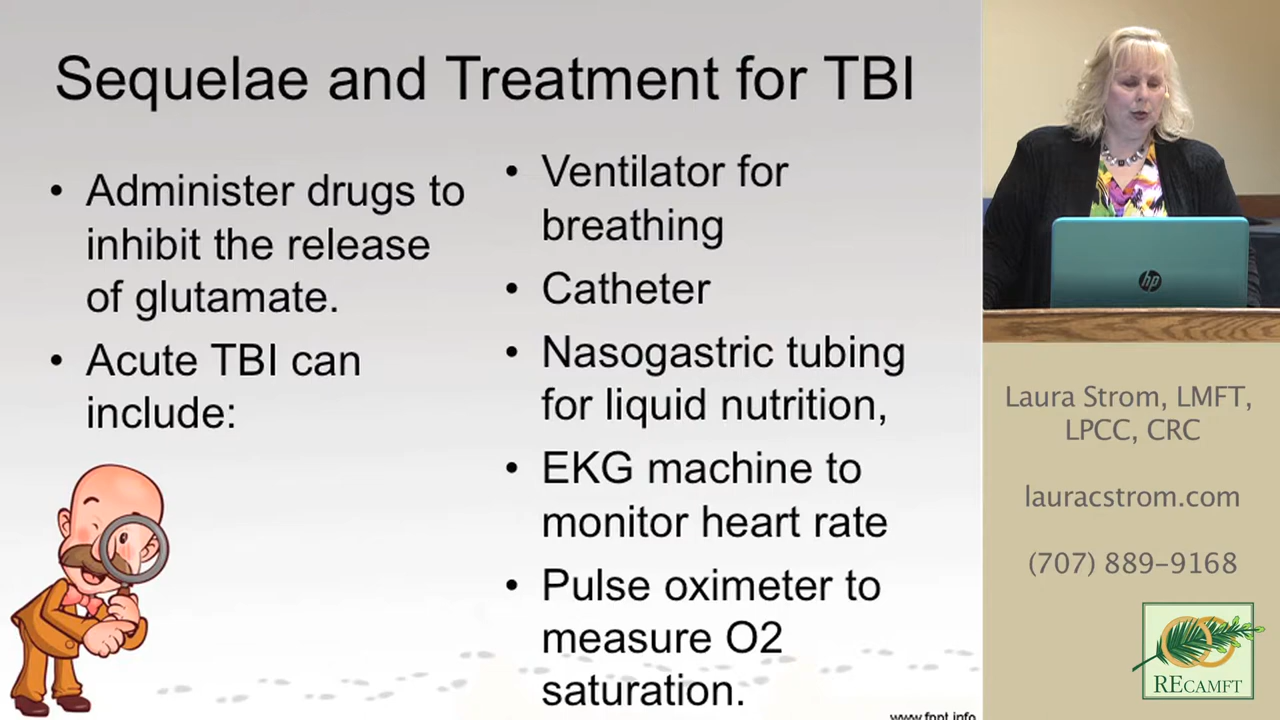 Sequelae and Treatment for TBI
• Administer drugs to
inhibit the release
of glutamate.
• Acute TBI can
include:
• Ventilator for
breathing
• Catheter
• Nasogastric tubing
for liquid nutrition,
• EKG machine to
monitor heart rate
• Pulse oximeter to
measure O2
saturation.
www.fppt.info
hp
Laura Strom, LMFT,
LPCC, CRC
lauracstrom.com
(707) 889-9168
RECAMFT